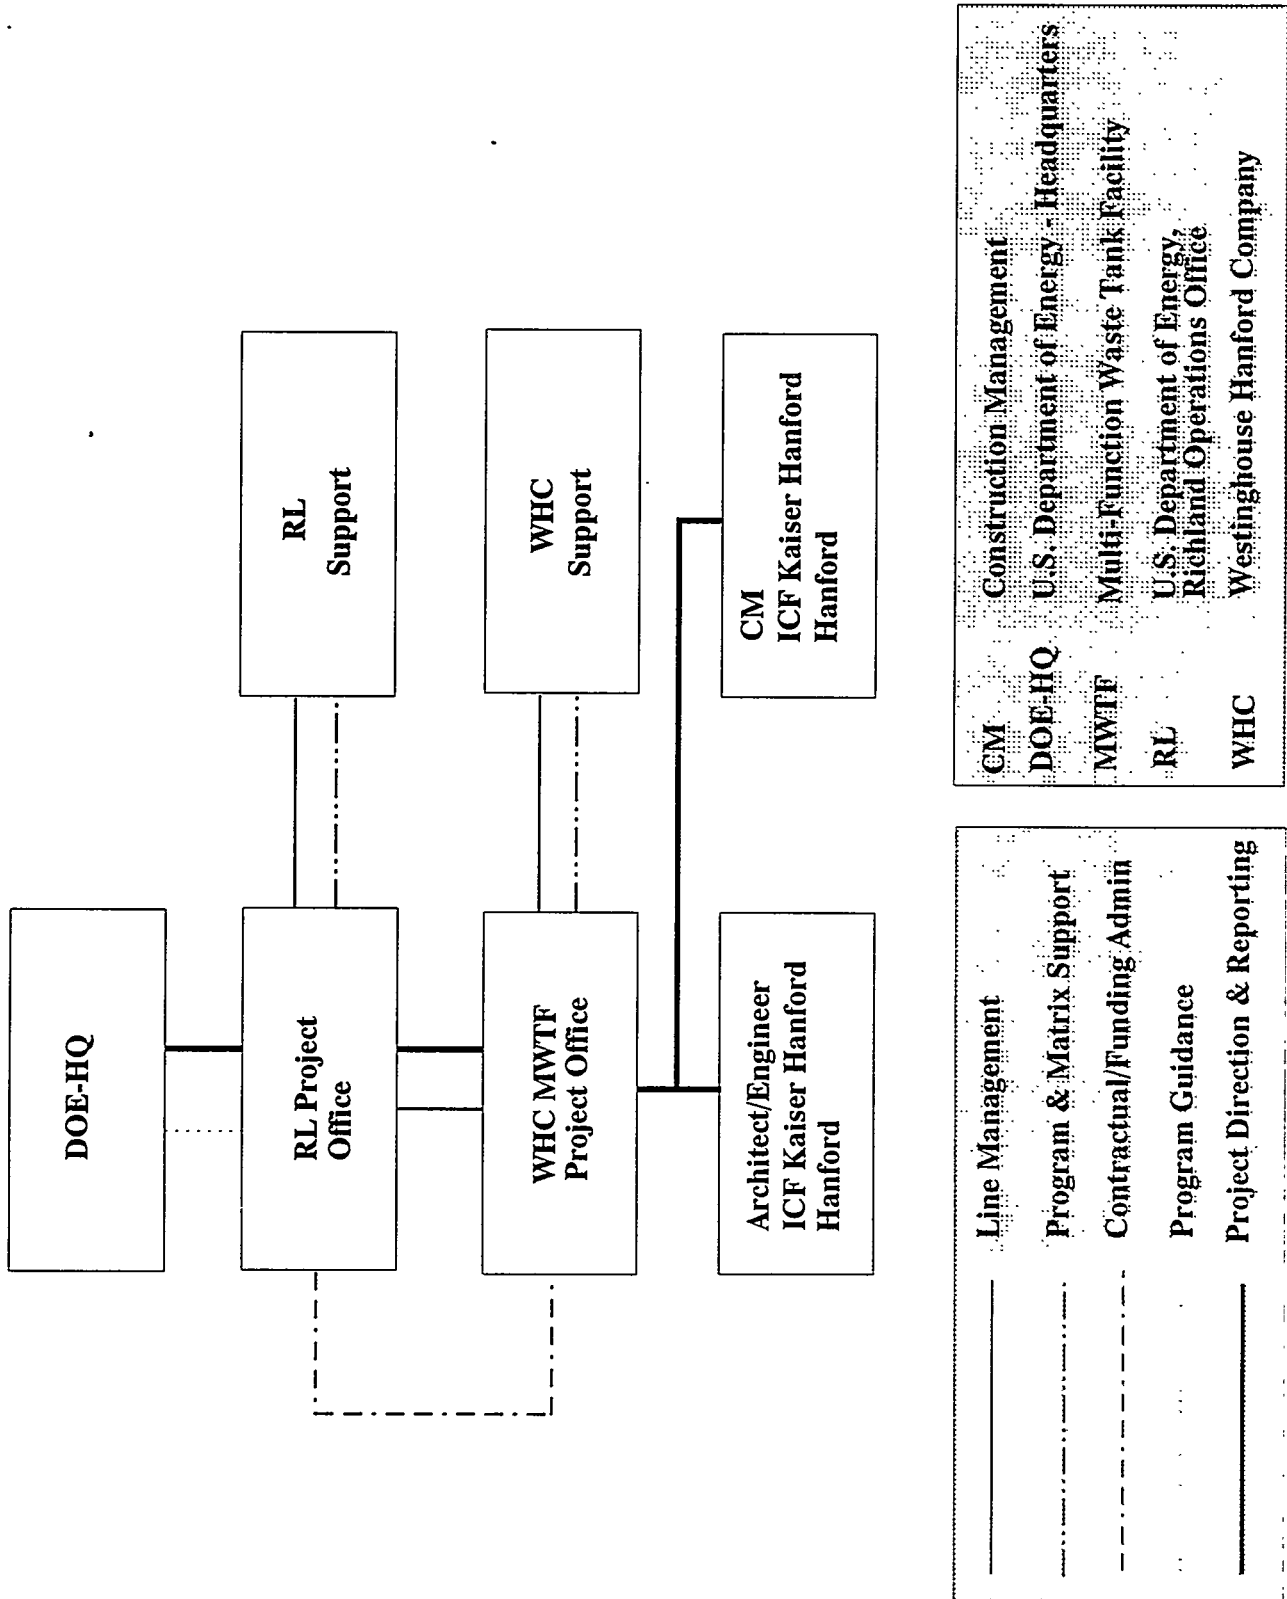 DOE-HQ
RL Project
Office
RL
Support
WHC MWTF
Project Office
WHC
Support
Architect/Engineer
ICF Kaiser Hanford
Hanford
CM
ICF Kaiser Hanford
Hanford
Line Management
Program & Matrix Support
Contractual/Funding Admin
Program Guidance
Project Direction & Reporting
CM Construction Management
DOE-HQ U.S. Department of Energy - Headquarters
MWTF Multi-Function Waste Tank Facility
RL U.S. Department of Energy,
Richland Operations Office
WHC Westinghouse Hanford Company